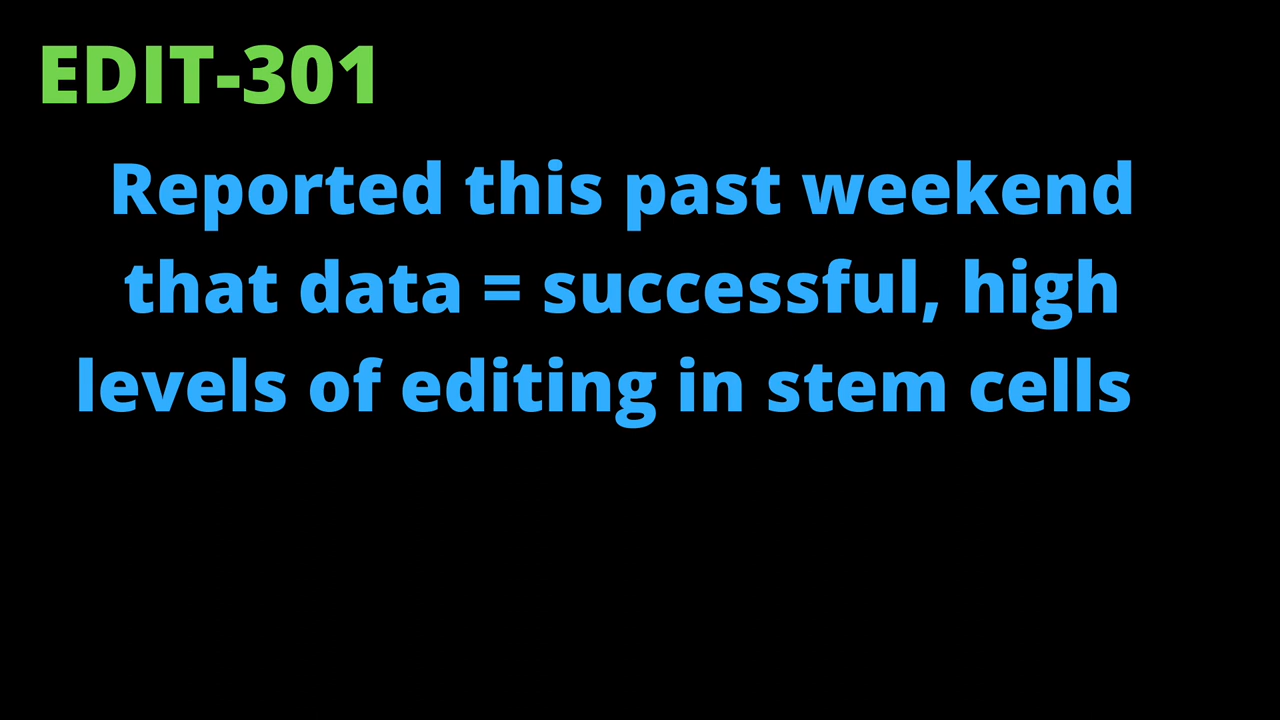 EDIT-301
Reported this past weekend
that data = successful, high
levels of editing in stem cells